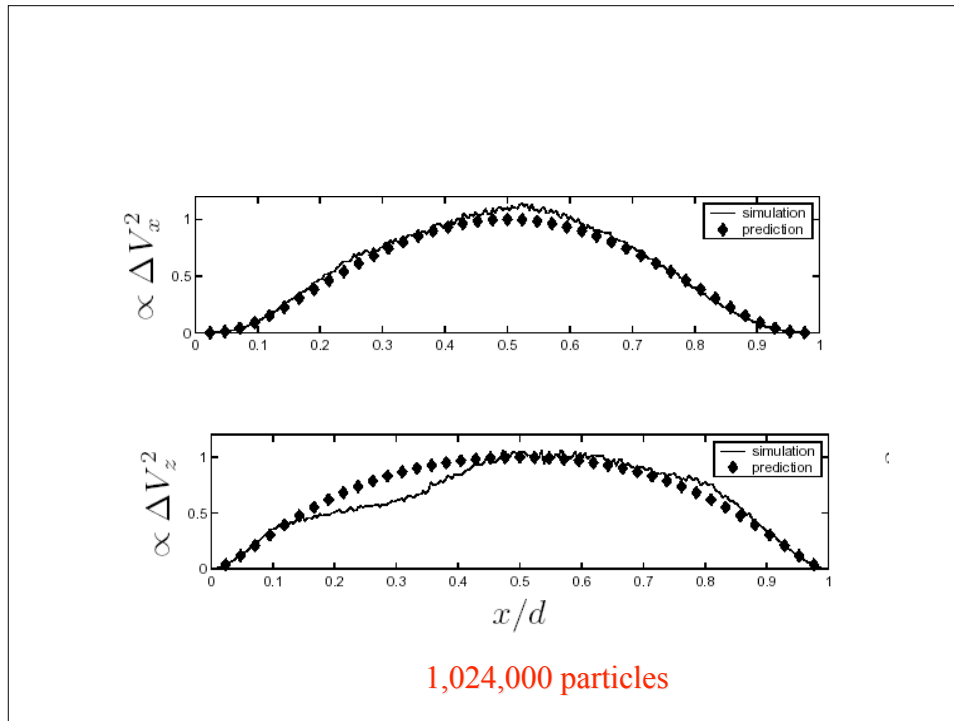 ∝ ΔV_x^2
1
0.5
0
simulation
prediction
0 0.1 0.2 0.3 0.4 0.5 0.6 0.7 0.8 0.9 1
∝ ΔV_z^2
1
0.5
0
simulation
prediction
0 0.1 0.2 0.3 0.4 0.5 0.6 0.7 0.8 0.9 1
x/d
1,024,000 particles